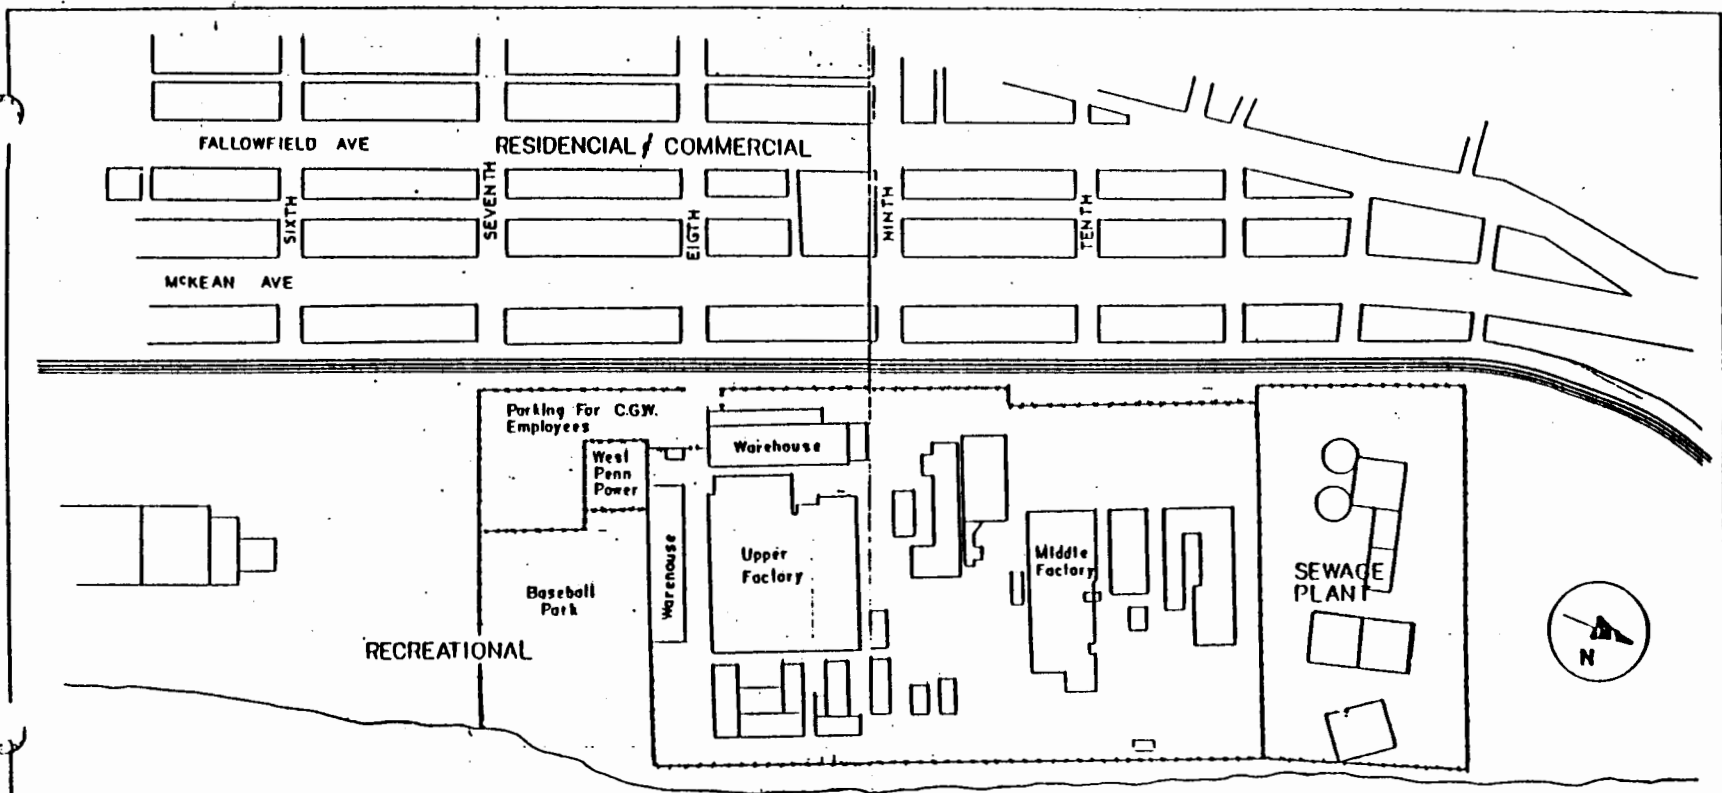 FALLOWFIELD AVE
RESIDENCIAL / COMMERCIAL
SIXTH
SEVENTH
EIGTH
NINTH
TENTH
McKEAN AVE
Parking For C.G.W.
Employees
West
Penn
Power
Warehouse
Warehouse
Upper
Factory
Middle
Factory
Baseball
Park
SEWAGE
PLANT
RECREATIONAL
N